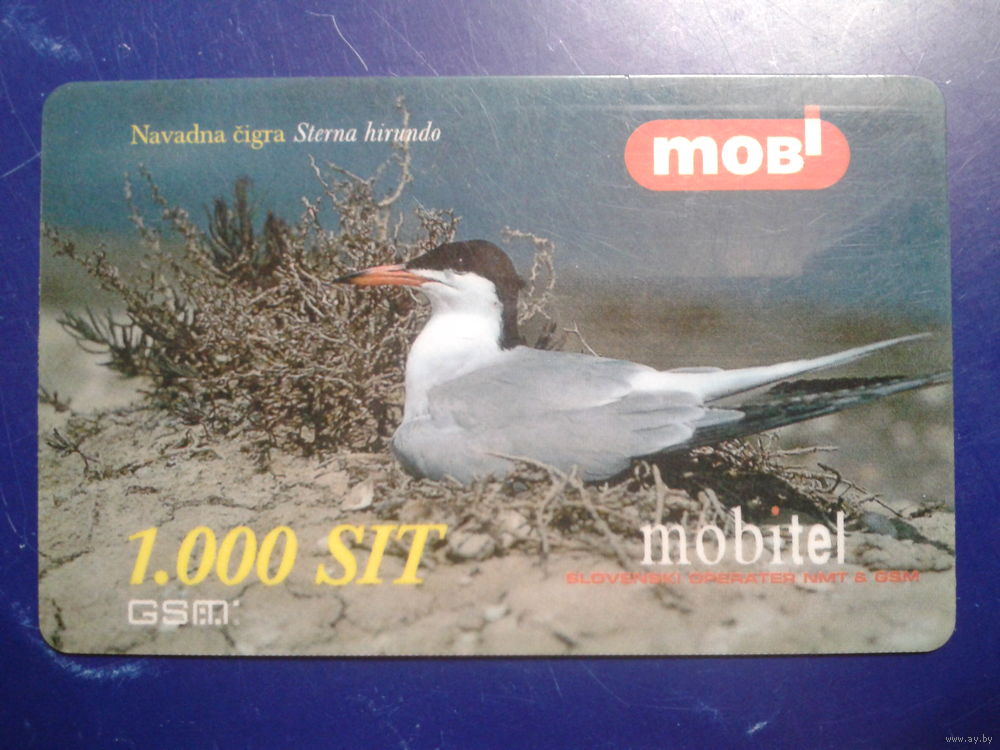 Navadna čigra Sterna hirundo
MOBI
1.000 SIT
GSM
mobitel
SLOVENSKI OPERATER NMT & GSM
www.ay.by